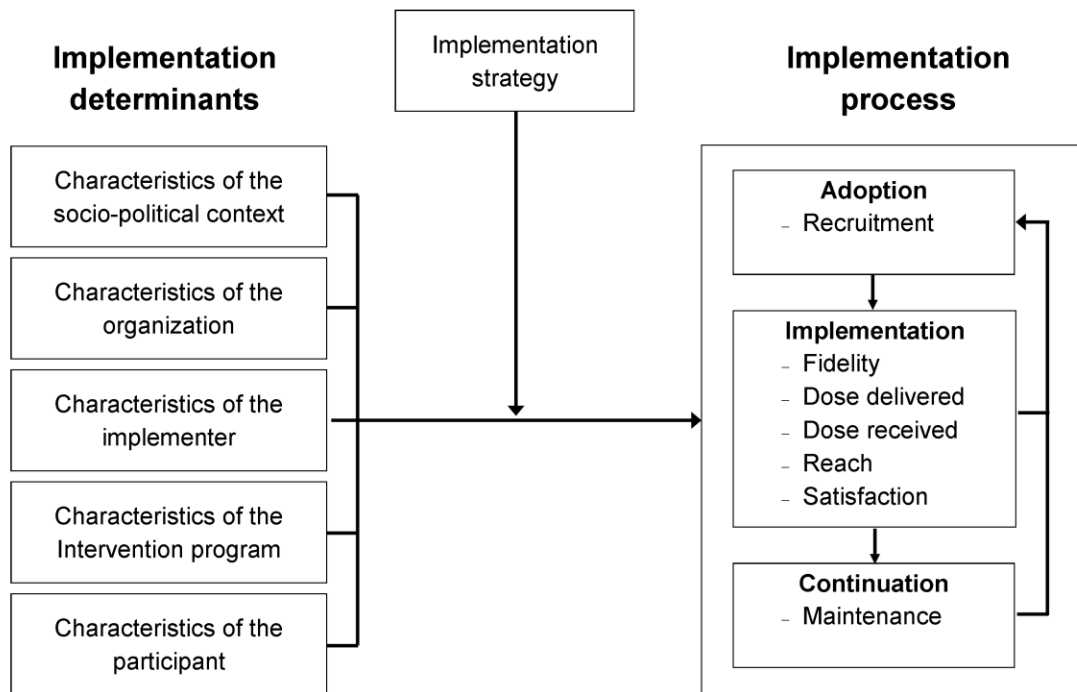 Implementation
determinants
Characteristics of the
socio-political context
Characteristics of the
organization
Characteristics of the
implementer
Characteristics of the
Intervention program
Characteristics of the
participant
Implementation
strategy
Implementation
process
Adoption
– Recruitment
Implementation
– Fidelity
– Dose delivered
– Dose received
– Reach
– Satisfaction
Continuation
– Maintenance